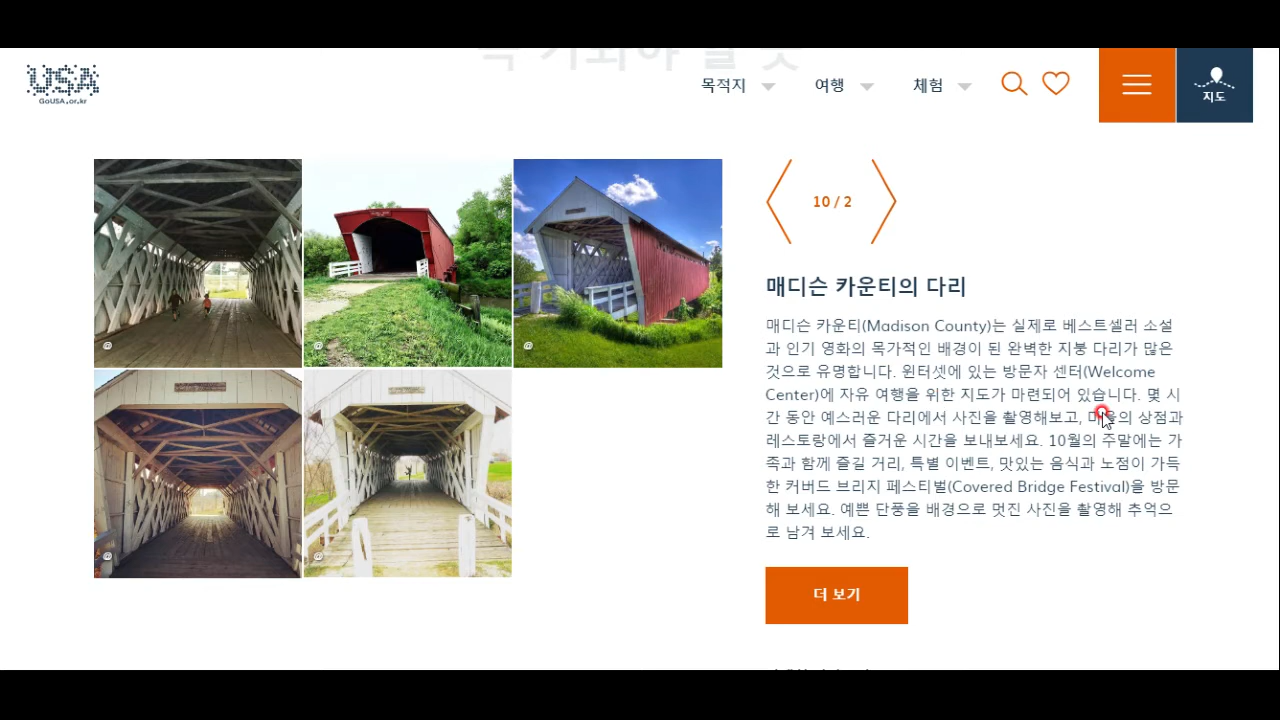 USA
GoUSA.or.kr
목적지
여행
체험
지도
10 / 2
매디슨 카운티의 다리
매디슨 카운티(Madison County)는 실제로 베스트셀러 소설
과 인기 영화의 목가적인 배경이 된 완벽한 지붕 다리가 많은
것으로 유명합니다. 윈터셋에 있는 방문자 센터(Welcome
Center)에 자유 여행을 위한 지도가 마련되어 있습니다. 몇 시
간 동안 예스러운 다리에서 사진을 촬영해보고, 마을의 상점과
레스토랑에서 즐거운 시간을 보내보세요. 10월의 주말에는 가
족과 함께 즐길 거리, 특별 이벤트, 맛있는 음식과 노점이 가득
한 커버드 브리지 페스티벌(Covered Bridge Festival)을 방문
해 보세요. 예쁜 단풍을 배경으로 멋진 사진을 촬영해 추억으
로 남겨 보세요.
더 보기